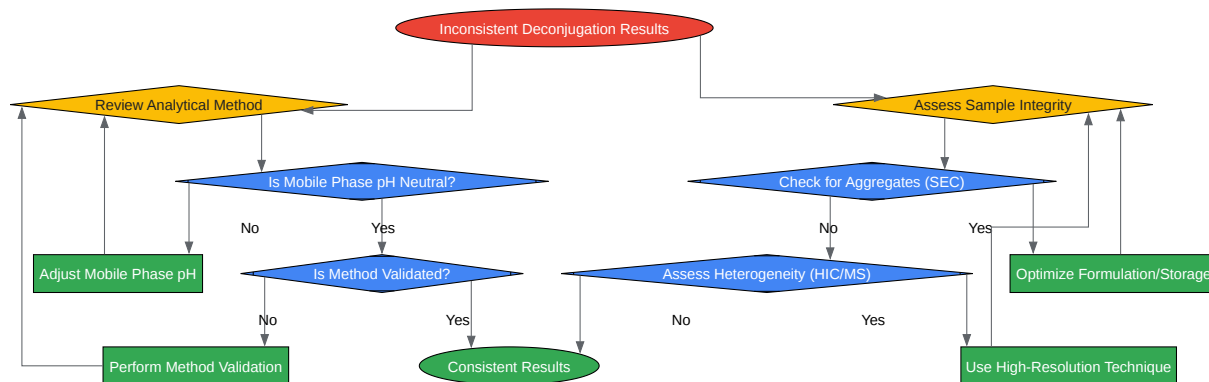 Inconsistent Deconjugation Results
Review Analytical Method
Assess Sample Integrity
Is Mobile Phase pH Neutral?
Check for Aggregates (SEC)
No
Yes
No
Yes
Adjust Mobile Phase pH
Is Method Validated?
Assess Heterogeneity (HIC/MS)
Optimize Formulation/Storage
No
Yes
No
Yes
Perform Method Validation
Consistent Results
Use High-Resolution Technique